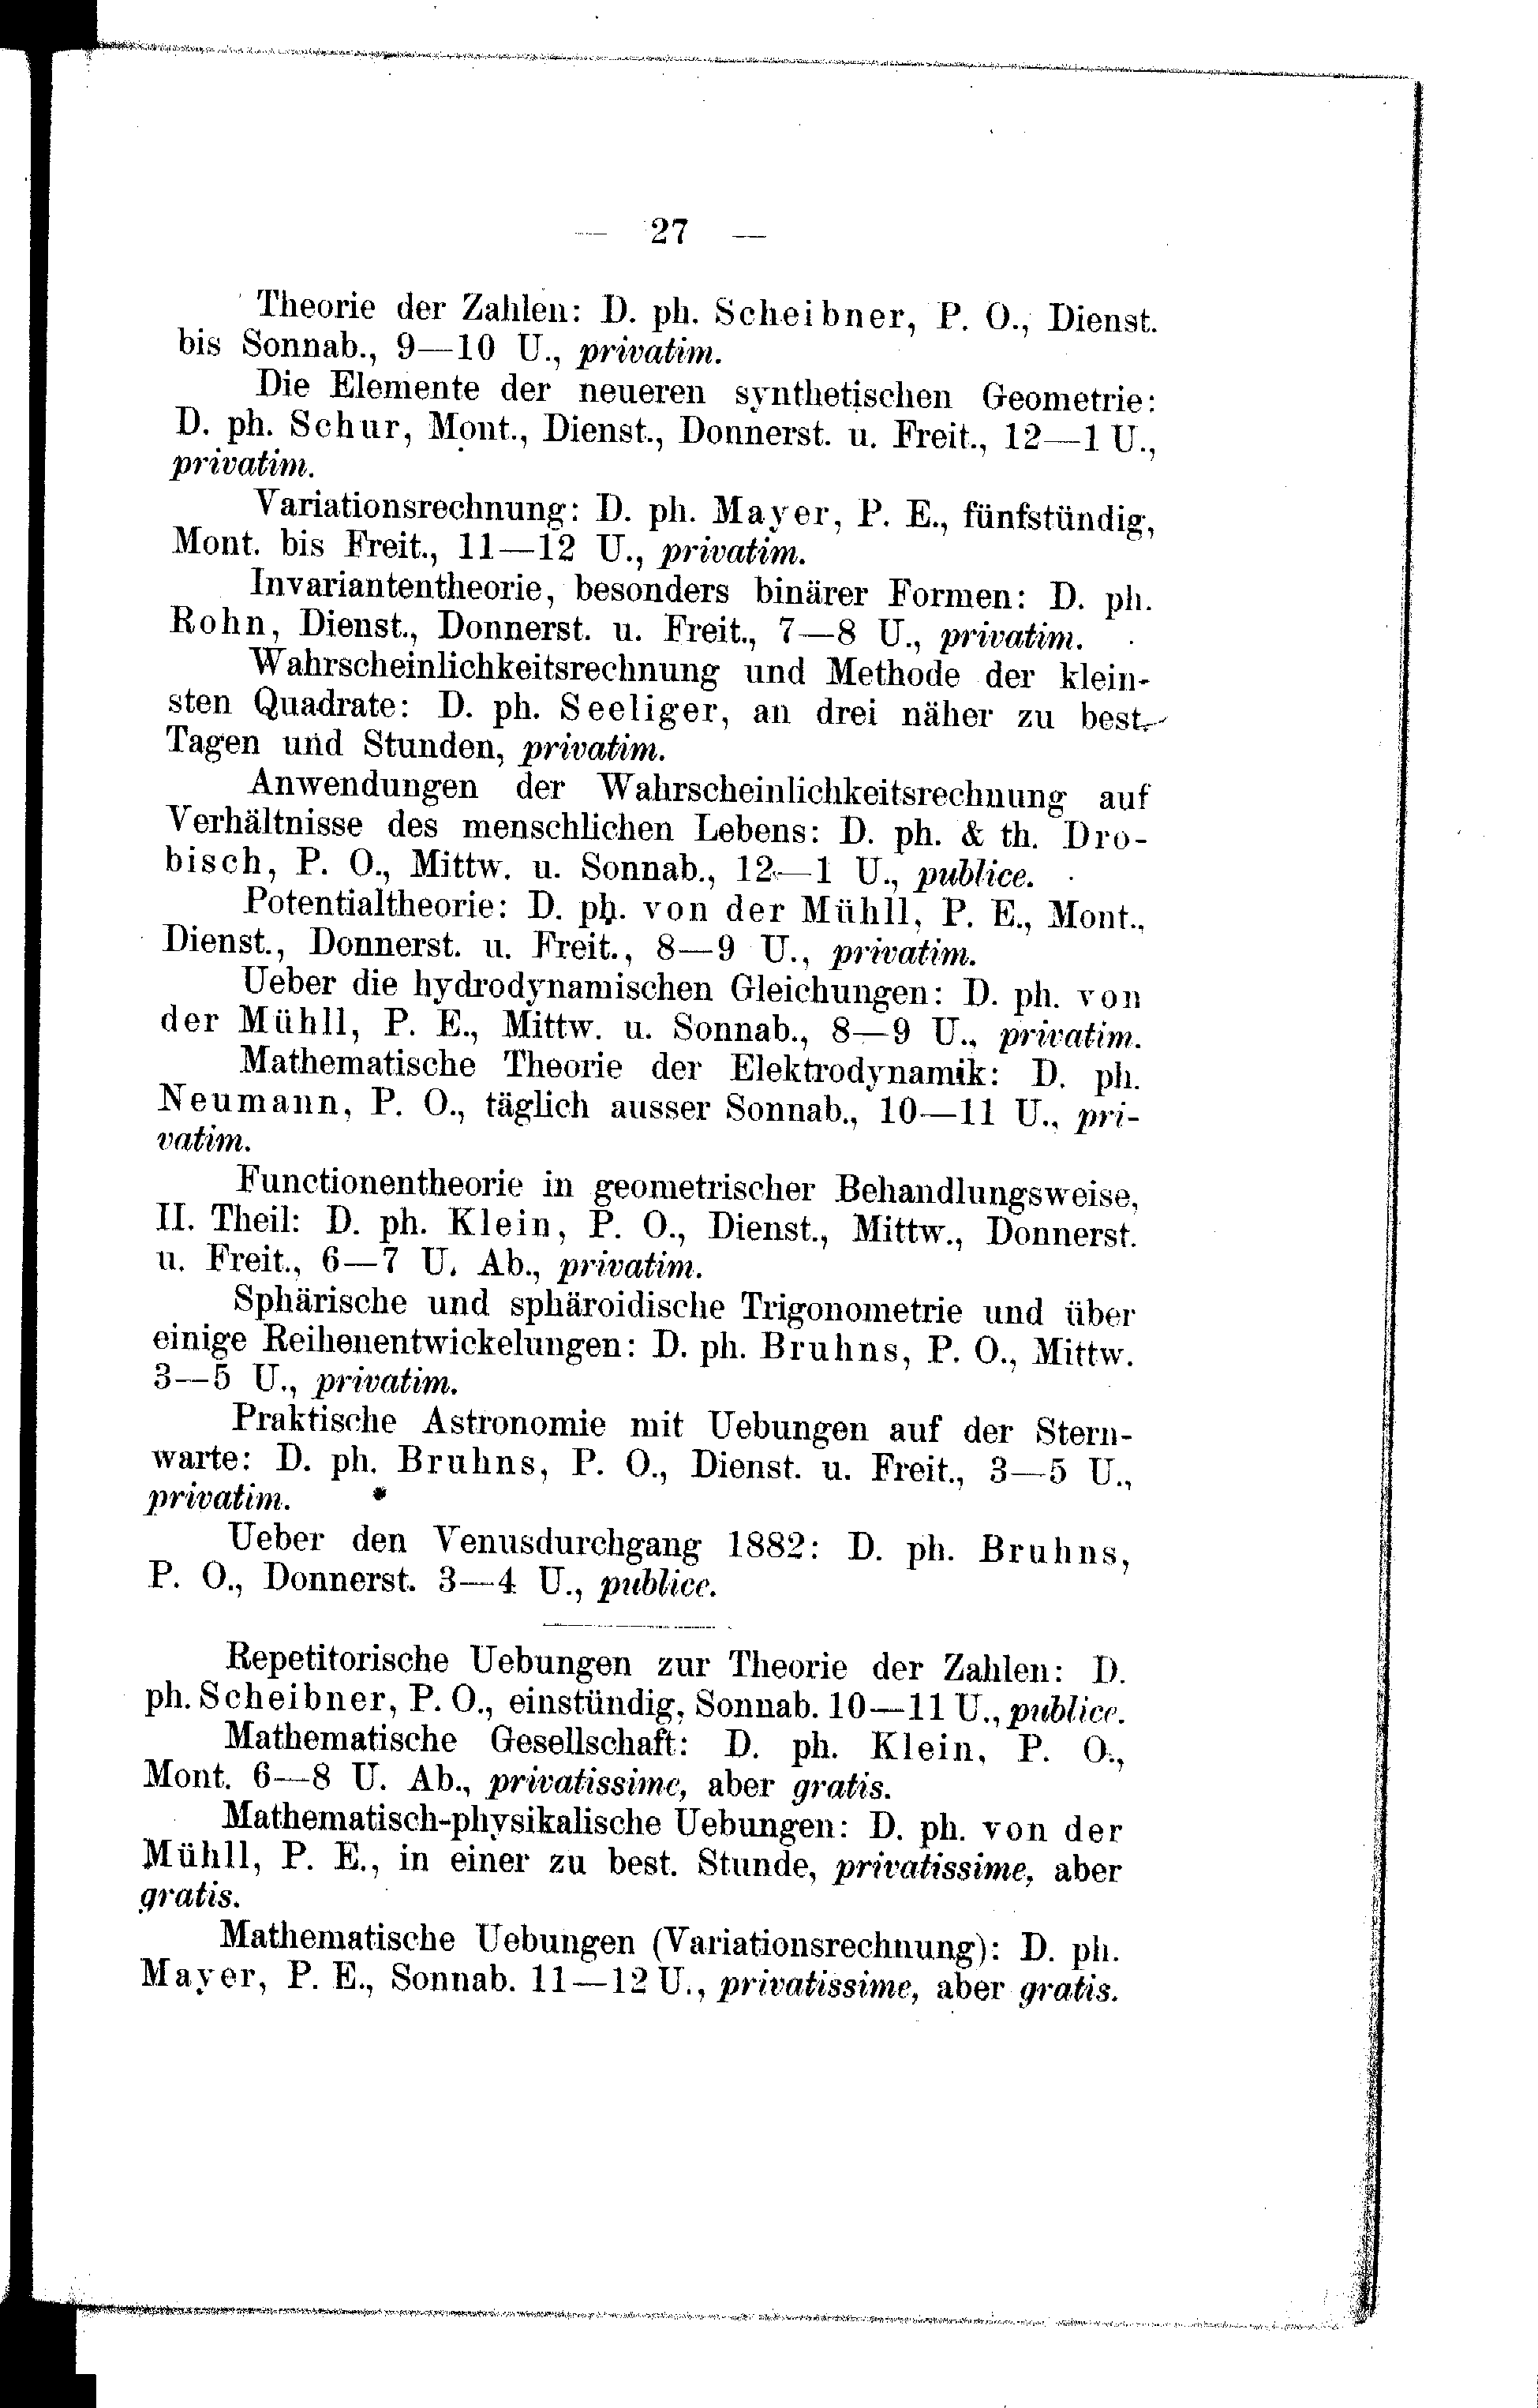 — 27 —
Theorie der Zahlen: D. ph. Scheibner, P. O., Dienst.
bis Sonnab., 9—10 U., privatim.
Die Elemente der neueren synthetischen Geometrie:
D. ph. Schur, Mont., Dienst., Donnerst. u. Freit., 12—1 U.,
privatim.
Variationsrechnung: D. ph. Mayer, P. E., fünfstündig,
Mont. bis Freit., 11—12 U., privatim.
Invariantentheorie, besonders binärer Formen: D. ph.
Rohn, Dienst., Donnerst. u. Freit., 7—8 U., privatim.
Wahrscheinlichkeitsrechnung und Methode der klein-
sten Quadrate: D. ph. Seeliger, an drei näher zu best.
Tagen und Stunden, privatim.
Anwendungen der Wahrscheinlichkeitsrechnung auf
Verhältnisse des menschlichen Lebens: D. ph. & th. Dro-
bisch, P. O., Mittw. u. Sonnab., 12—1 U., publice.
Potentialtheorie: D. ph. von der Mühll, P. E., Mont.,
Dienst., Donnerst. u. Freit., 8—9 U., privatim.
Ueber die hydrodynamischen Gleichungen: D. ph. von
der Mühll, P. E., Mittw. u. Sonnab., 8—9 U., privatim.
Mathematische Theorie der Elektrodynamik: D. ph.
Neumann, P. O., täglich ausser Sonnab., 10—11 U., pri-
vatim.
Functionentheorie in geometrischer Behandlungsweise,
II. Theil: D. ph. Klein, P. O., Dienst., Mittw., Donnerst.
u. Freit., 6—7 U. Ab., privatim.
Sphärische und sphäroidische Trigonometrie und über
einige Reihenentwickelungen: D. ph. Bruhns, P. O., Mittw.
3—5 U., privatim.
Praktische Astronomie mit Uebungen auf der Stern-
warte: D. ph. Bruhns, P. O., Dienst. u. Freit., 3—5 U.,
privatim.
Ueber den Venusdurchgang 1882: D. ph. Bruhns,
P. O., Donnerst. 3—4 U., publice.
Repetitorische Uebungen zur Theorie der Zahlen: D.
ph. Scheibner, P. O., einstündig, Sonnab. 10—11 U., publice.
Mathematische Gesellschaft: D. ph. Klein, P. O.,
Mont. 6—8 U. Ab., privatissime, aber gratis.
Mathematisch-physikalische Uebungen: D. ph. von der
Mühll, P. E., in einer zu best. Stunde, privatissime, aber
gratis.
Mathematische Uebungen (Variationsrechnung): D. ph.
Mayer, P. E., Sonnab. 11—12 U., privatissime, aber gratis.